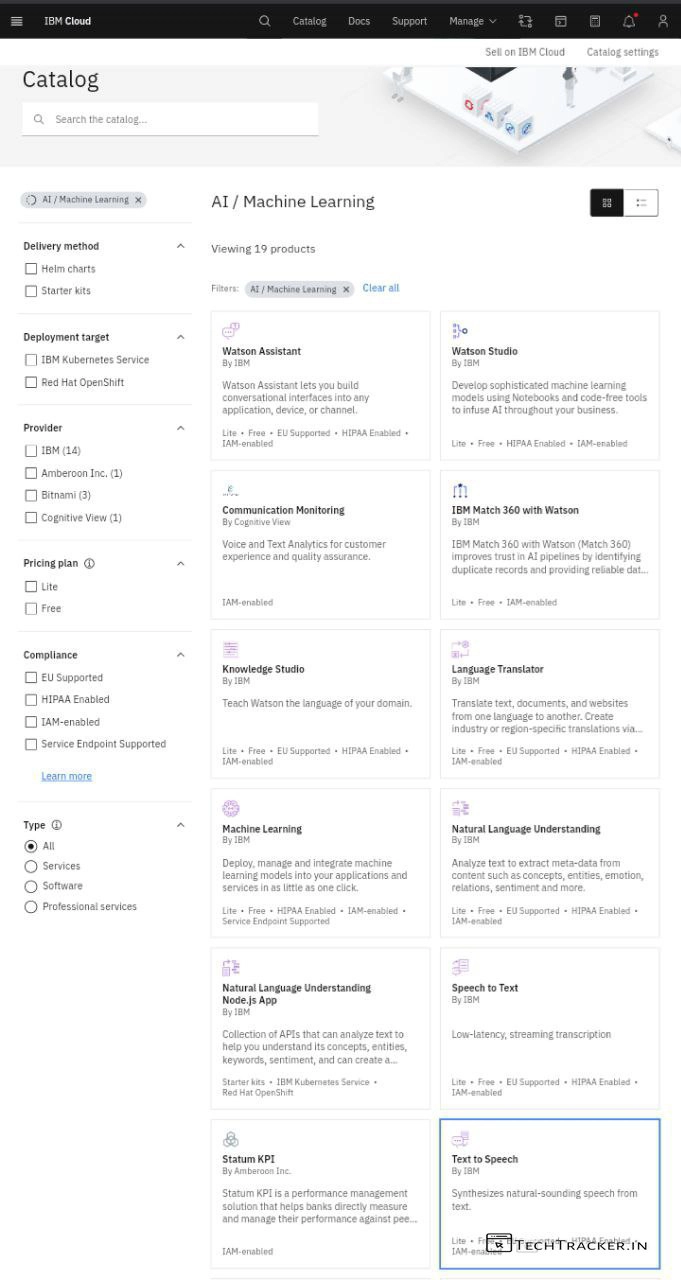 IBM Cloud
Catalog
Docs
Support
Manage
Sell on IBM Cloud
Catalog settings
Catalog
Search the catalog...
AI / Machine Learning
Delivery method
Helm charts
Starter kits
Deployment target
IBM Kubernetes Service
Red Hat OpenShift
Provider
IBM (14)
Amberoon Inc. (1)
Bitnami (3)
Cognitive View (1)
Pricing plan
Lite
Free
Compliance
EU Supported
HIPAA Enabled
IAM-enabled
Service Endpoint Supported
Learn more
Type
All
Services
Software
Professional services
AI / Machine Learning
Viewing 19 products
Filters: AI / Machine Learning Clear all
Watson Assistant
By IBM
Watson Assistant lets you build
conversational interfaces into any
application, device, or channel.
Lite • Free • EU Supported • HIPAA Enabled •
IAM-enabled
Watson Studio
By IBM
Develop sophisticated machine learning
models using Notebooks and code-free tools
to infuse AI throughout your business.
Lite • Free • HIPAA Enabled • IAM-enabled
Communication Monitoring
By Cognitive View
Voice and Text Analytics for customer
experience and quality assurance.
IAM-enabled
IBM Match 360 with Watson
By IBM
IBM Match 360 with Watson (Match 360)
improves trust in AI pipelines by identifying
duplicate records and providing reliable dat...
Lite • Free • IAM-enabled
Knowledge Studio
By IBM
Teach Watson the language of your domain.
Lite • Free • EU Supported • HIPAA Enabled •
IAM-enabled
Language Translator
By IBM
Translate text, documents, and websites
from one language to another. Create
industry or region-specific translations via...
Lite • Free • EU Supported • HIPAA Enabled •
IAM-enabled
Machine Learning
By IBM
Deploy, manage and integrate machine
learning models into your applications and
services in as little as one click.
Lite • Free • HIPAA Enabled • IAM-enabled •
Service Endpoint Supported
Natural Language Understanding
By IBM
Analyze text to extract meta-data from
content such as concepts, entities, emotion,
relations, sentiment and more.
Lite • Free • EU Supported • HIPAA Enabled •
IAM-enabled
Natural Language Understanding
Node.js App
By IBM
Collection of APIs that can analyze text to
help you understand its concepts, entities,
keywords, sentiment, and can create a...
Starter kits • IBM Kubernetes Service •
Red Hat OpenShift
Speech to Text
By IBM
Low-latency, streaming transcription
Lite • Free • EU Supported • HIPAA Enabled •
IAM-enabled
Statum KPI
By Amberoon Inc.
Statum KPI is a performance management
solution that helps banks directly measure
and manage their performance against pee...
IAM-enabled
Text to Speech
By IBM
Synthesizes natural-sounding speech from
text.
Lite • HIPAA Enabled •
IAM-enabled
TECHTRACKER.IN